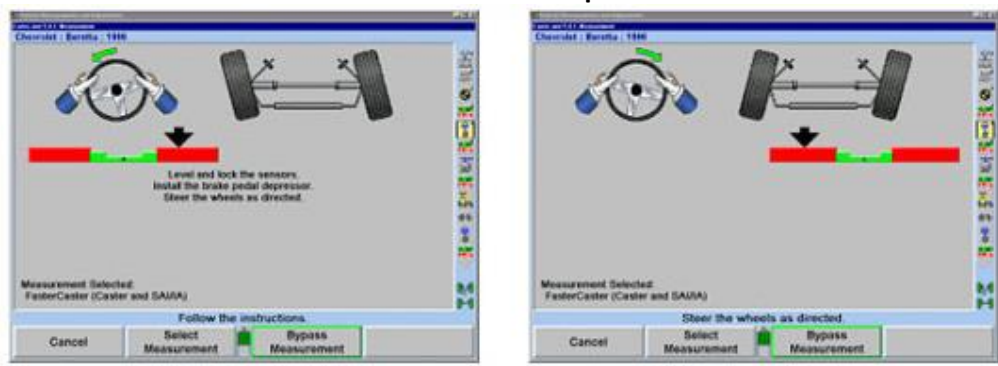 Chevrolet : Beretta : 1996
Level and lock the sensors.
Install the brake pedal depressor.
Steer the wheels as directed.
Measurement Selected:
FasterCaster (Caster and SAI/IA)
Follow the instructions.
Cancel
Select
Measurement
Bypass
Measurement
Chevrolet : Beretta : 1996
Measurement Selected:
FasterCaster (Caster and SAI/IA)
Steer the wheels as directed.
Cancel
Select
Measurement
Bypass
Measurement